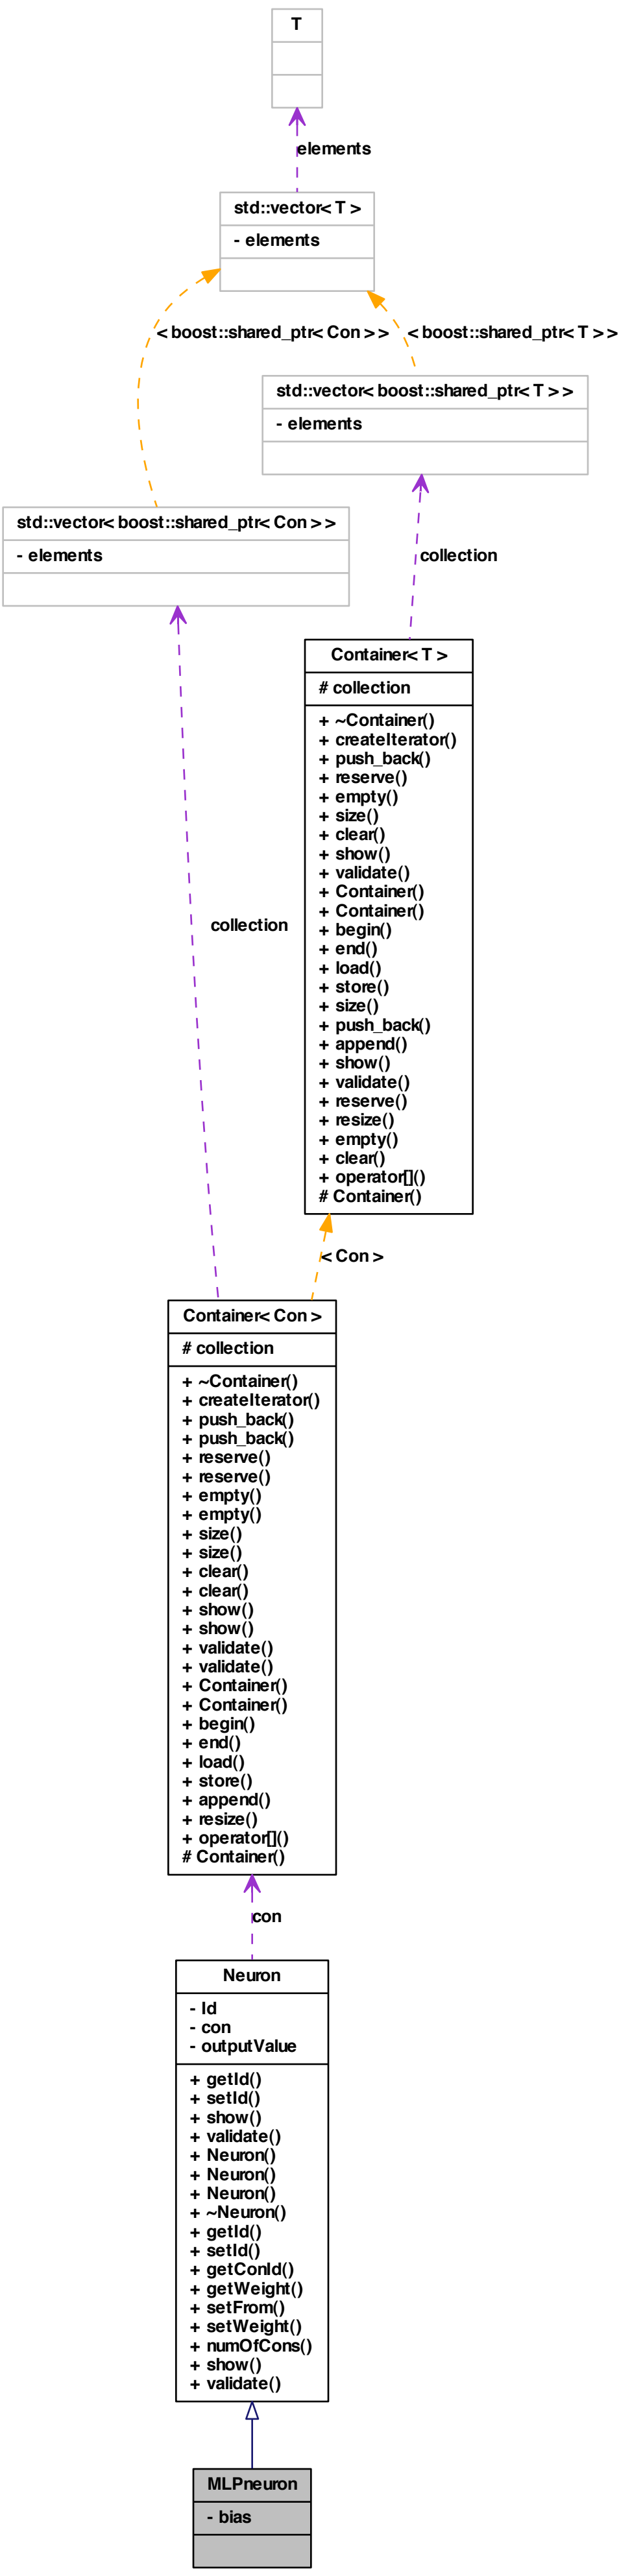 T
elements
std::vector< T >
- elements
< boost::shared_ptr< Con > >
< boost::shared_ptr< T > >
std::vector< boost::shared_ptr< T > >
- elements
std::vector< boost::shared_ptr< Con > >
- elements
collection
Container< T >
# collection
+ ~Container()
+ createIterator()
+ push_back()
+ reserve()
+ empty()
+ size()
+ clear()
+ show()
+ validate()
+ Container()
+ Container()
+ begin()
+ end()
+ load()
+ store()
+ size()
+ push_back()
+ append()
+ show()
+ validate()
+ reserve()
+ resize()
+ empty()
+ clear()
+ operator[]()
# Container()
collection
< Con >
Container< Con >
# collection
+ ~Container()
+ createIterator()
+ push_back()
+ push_back()
+ reserve()
+ reserve()
+ empty()
+ empty()
+ size()
+ size()
+ clear()
+ clear()
+ show()
+ show()
+ validate()
+ validate()
+ Container()
+ Container()
+ begin()
+ end()
+ load()
+ store()
+ append()
+ resize()
+ operator[]()
# Container()
con
Neuron
- Id
- con
- outputValue
+ getId()
+ setId()
+ show()
+ validate()
+ Neuron()
+ Neuron()
+ Neuron()
+ ~Neuron()
+ getId()
+ setId()
+ getConId()
+ getWeight()
+ setFrom()
+ setWeight()
+ numOfCons()
+ show()
+ validate()
MLPneuron
- bias